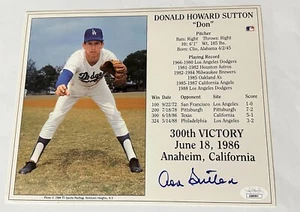 DONALD HOWARD SUTTON
"Don"
Pitcher
Bats: Right Throws: Right
Ht: 6'1" Wt: 185 lbs.
Born: Clio, Alabama 4/2/45
Playing Record
1966-1980 Los Angeles Dodgers
1981-1982 Houston Astros
1982-1984 Milwaukee Brewers
1985 Oakland A's
1985-1987 California Angels
1988 Los Angeles Dodgers
Win Date Opponent Score
100 9/22/72 San Francisco Los Angeles 1-0
200 7/18/78 Pittsburgh Pittsburgh 7-2
300 6/18/86 Texas California 5-1
324 5/14/88 Philadelphia Los Angeles 3-2
300th VICTORY
June 18, 1986
Anaheim, California
Don Sutton
Dodgers